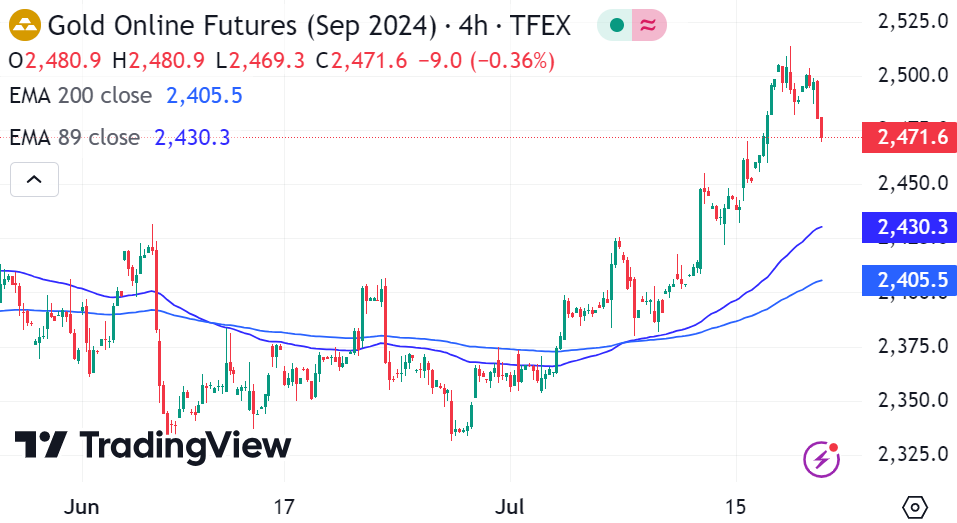 Gold Online Futures (Sep 2024) · 4h · TFEX
O2,480.9 H2,480.9 L2,469.3 C2,471.6 −9.0 (−0.36%)
EMA 200 close 2,405.5
EMA 89 close 2,430.3
2,525.0
2,500.0
2,471.6
2,450.0
2,430.3
2,405.5
2,375.0
2,350.0
2,325.0
TradingView
Jun 17 Jul 15